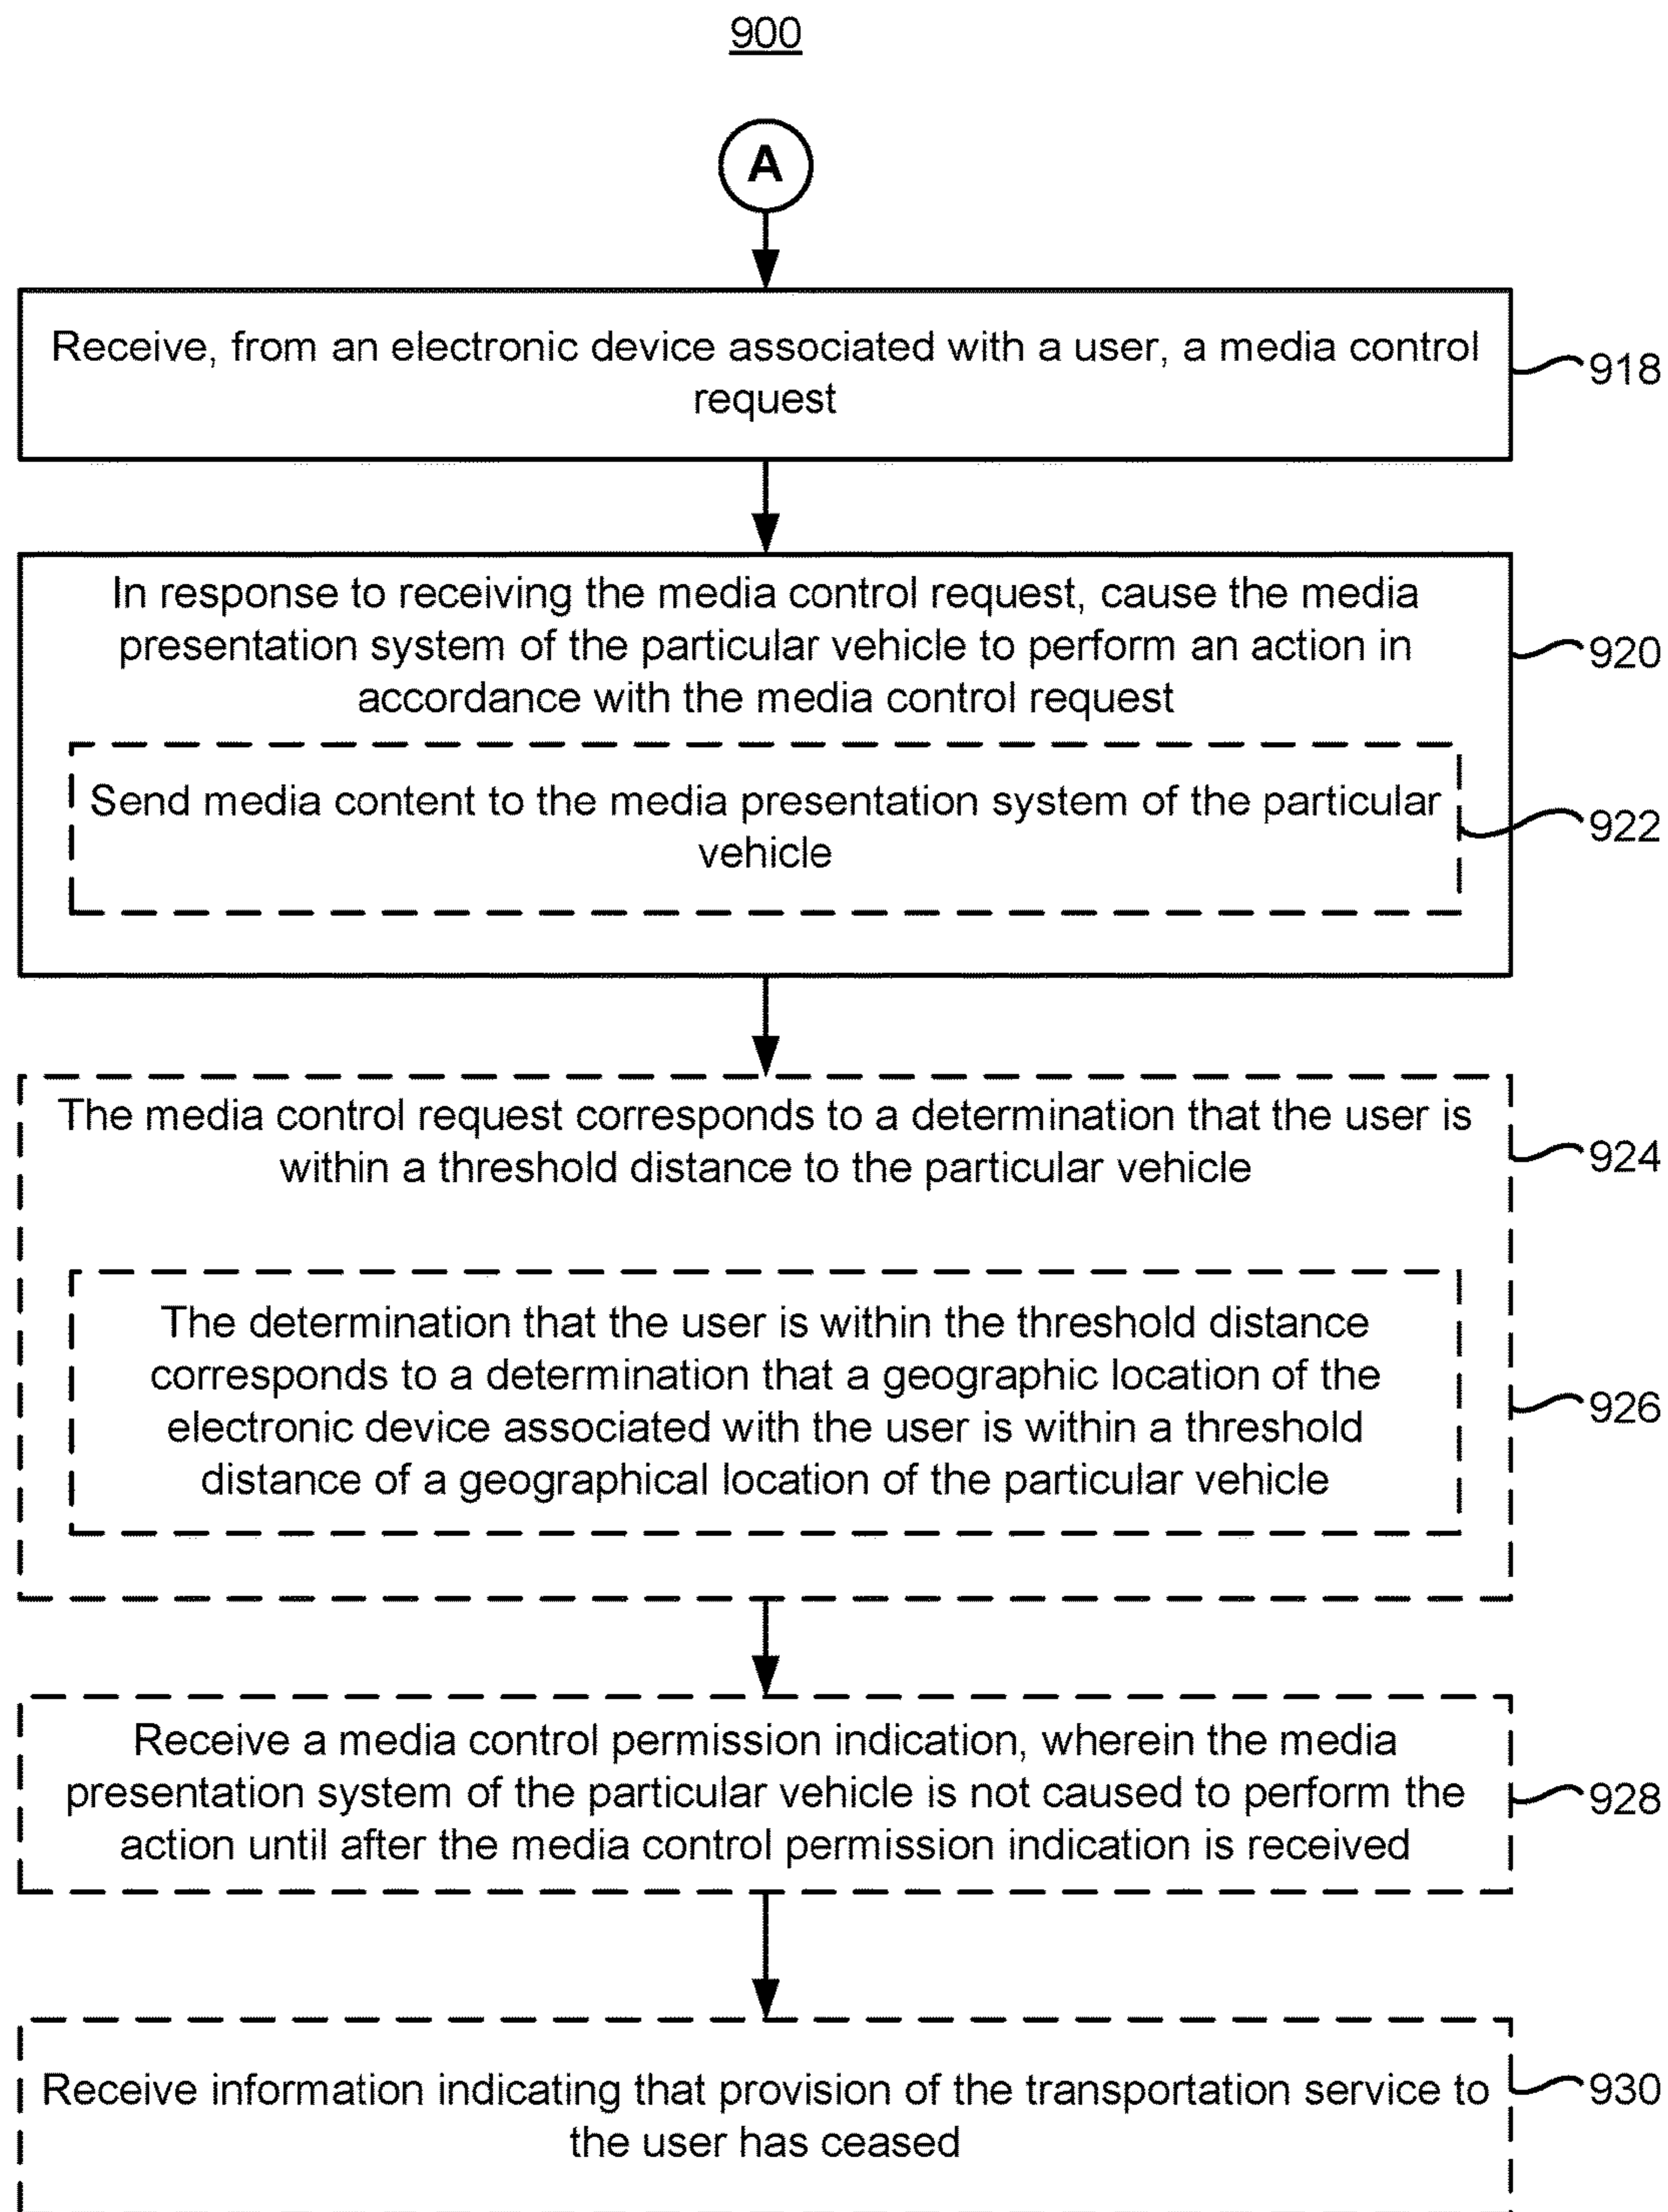 900
A
Receive, from an electronic device associated with a user, a media control
request
918
In response to receiving the media control request, cause the media
presentation system of the particular vehicle to perform an action in
accordance with the media control request
920
Send media content to the media presentation system of the particular
vehicle
922
The media control request corresponds to a determination that the user is
within a threshold distance to the particular vehicle
924
The determination that the user is within the threshold distance
corresponds to a determination that a geographic location of the
electronic device associated with the user is within a threshold
distance of a geographical location of the particular vehicle
926
Receive a media control permission indication, wherein the media
presentation system of the particular vehicle is not caused to perform the
action until after the media control permission indication is received
928
Receive information indicating that provision of the transportation service to
the user has ceased
930